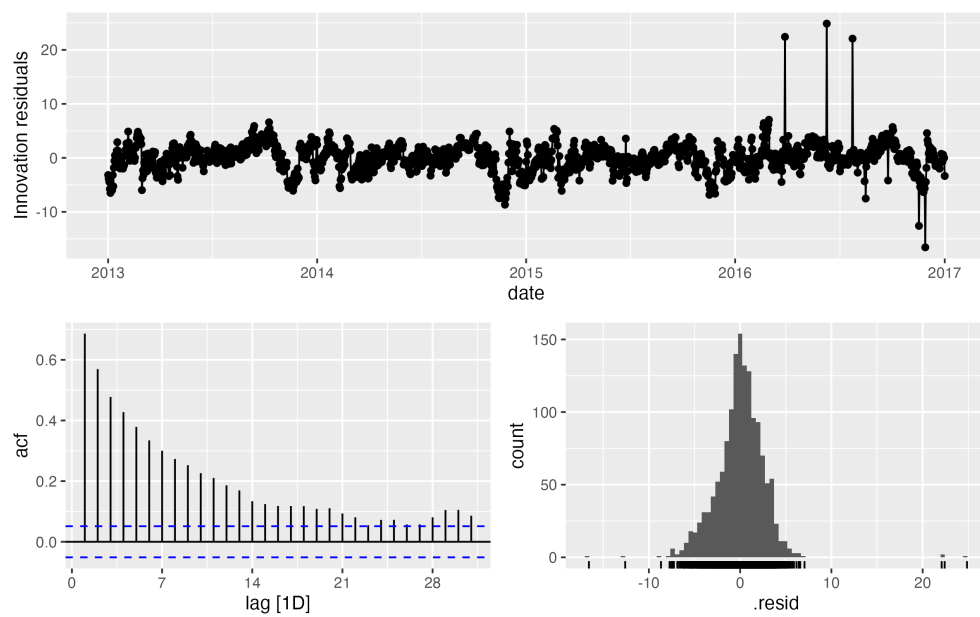 Innovation residuals
20
10
0
-10
2013 2014 2015 2016 2017
date
acf
0.6
0.4
0.2
0.0
0 7 14 21 28
lag [1D]
count
150
100
50
0
-10 0 10 20
.resid